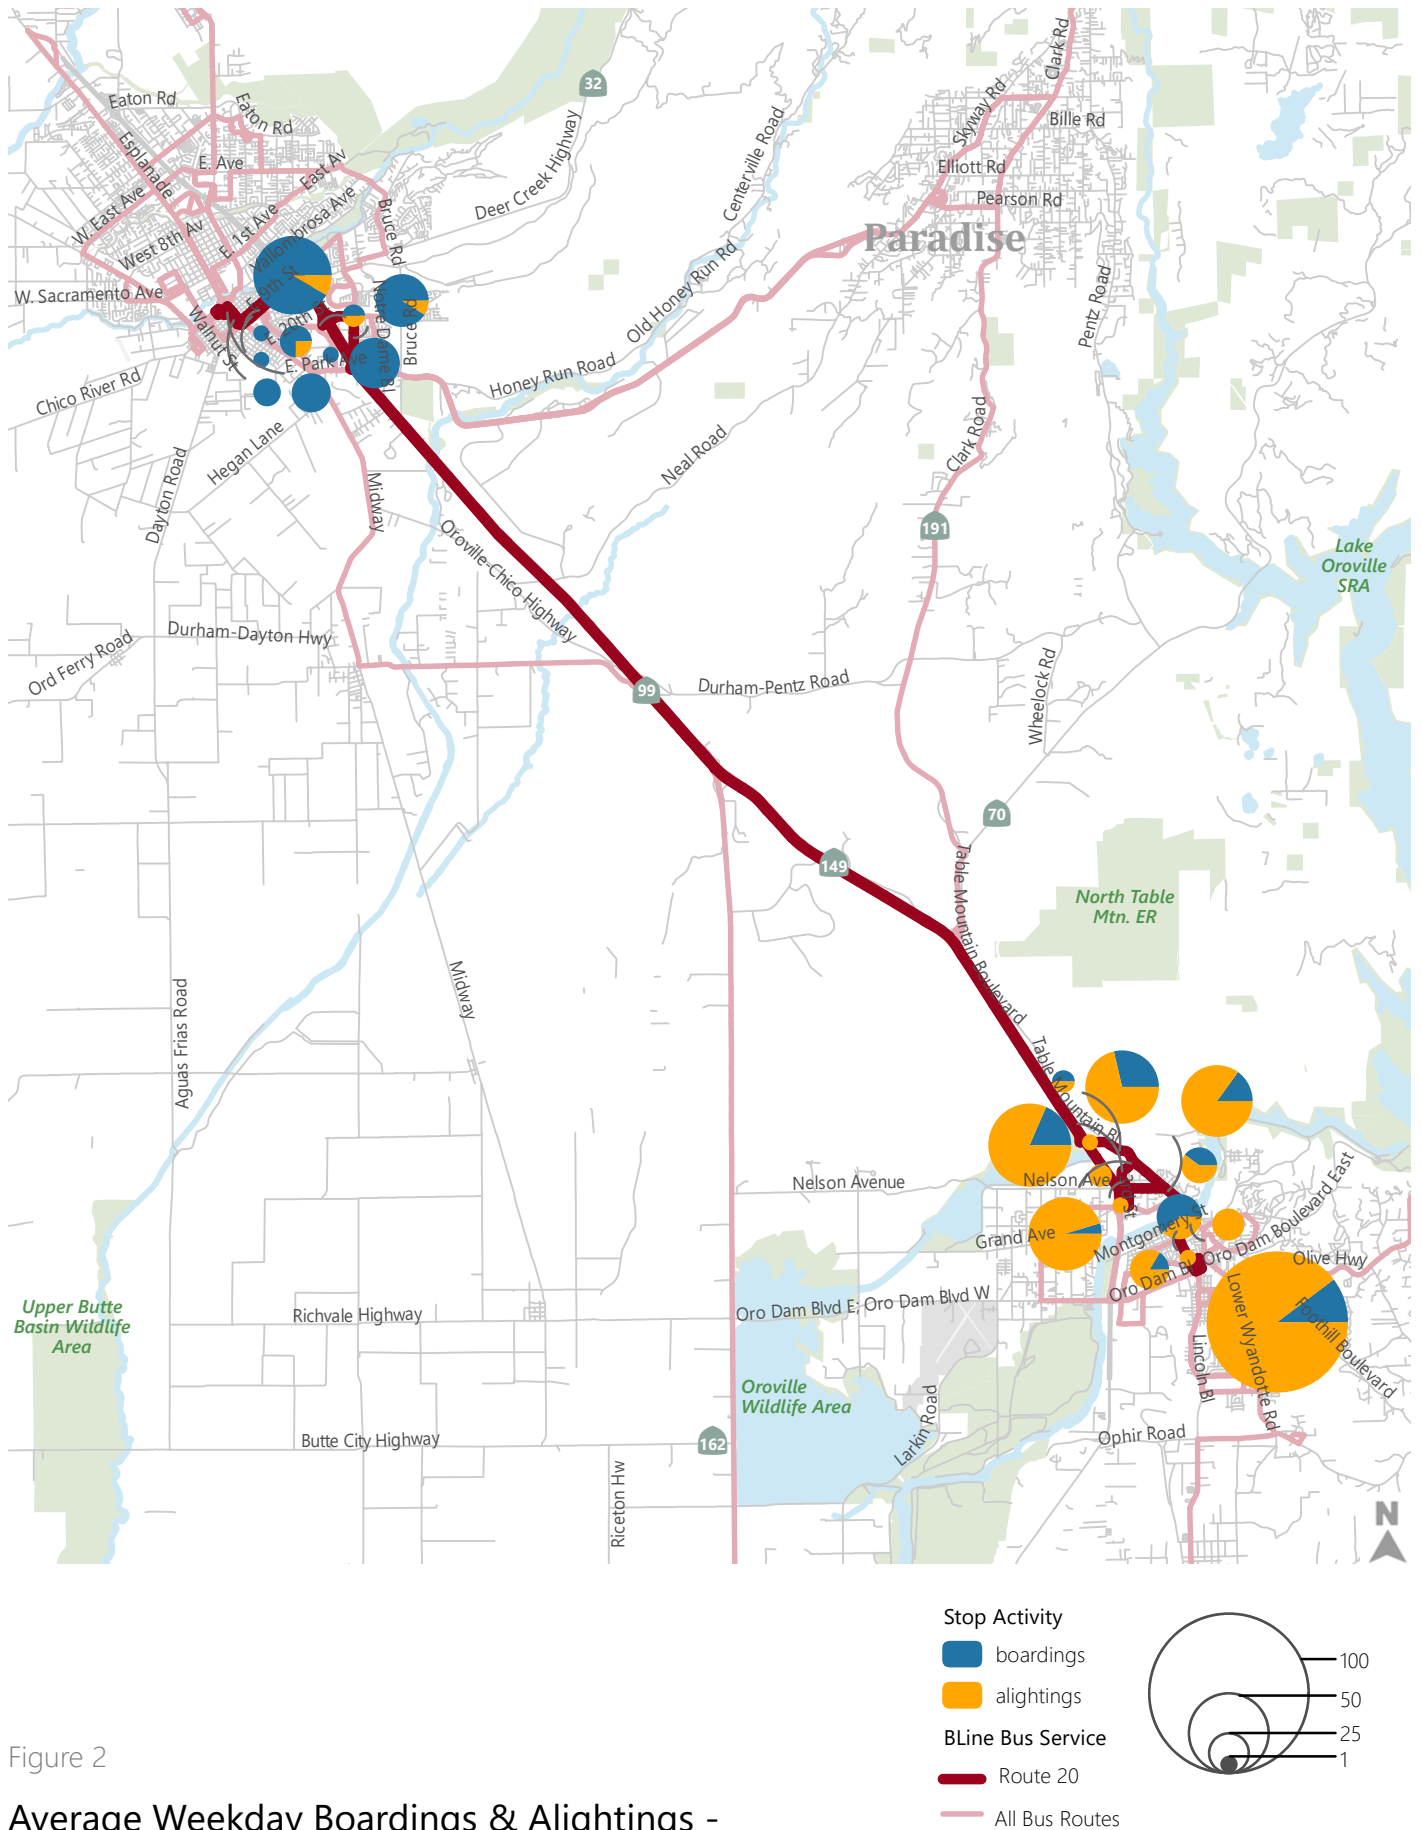 32
Eaton Rd
Eaton Rd
Esplanade
E. Ave
East Av
W. East Ave
West 8th Av
E. 1st Ave
Vallombrosa Ave
Bruce Rd
Deer Creek Highway
Centerville Road
Skyway Rd
Clark Rd
Bille Rd
Elliott Rd
Pearson Rd
Paradise
Pentz Road
W. Sacramento Ave
Walnut St
E. 9th St
E. 20th St
Notre Dame Bl
Bruce Rd
E. Park Ave
Chico River Rd
Old Honey Run Rd
Honey Run Road
Hegan Lane
Dayton Road
Midway
Neal Road
Clark Road
191
Oroville-Chico Highway
Lake
Oroville
SRA
Ord Ferry Road
Durham-Dayton Hwy
99
Durham-Pentz Road
Wheelock Rd
70
149
Table Mountain Boulevard
North Table
Mtn. ER
Aguas Frias Road
Midway
Table Mountain Bl
Nelson Avenue
Nelson Ave
Grand Ave
Montgomery St
Oro Dam Bl
Oro Dam Boulevard East
Olive Hwy
Oro Dam Blvd E; Oro Dam Blvd W
Foothill Boulevard
Lower Wyandotte Rd
Lincoln Bl
Upper Butte
Basin Wildlife
Area
Richvale Highway
Oroville
Wildlife Area
Larkin Road
Ophir Road
Butte City Highway
162
Riceton Hw
N
Stop Activity
boardings
alightings
100
50
25
1
BLine Bus Service
Route 20
All Bus Routes
Figure 2
Average Weekday Boardings & Alightings -